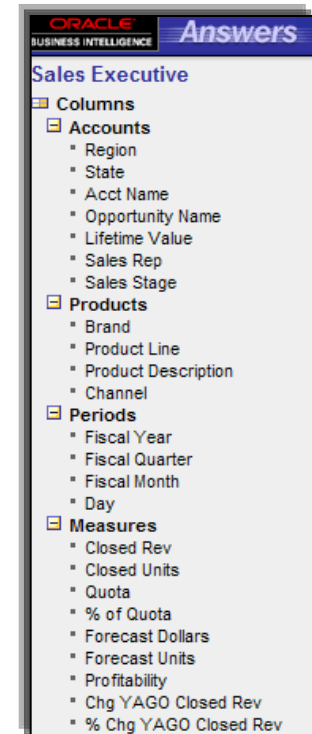 ORACLE
BUSINESS INTELLIGENCE Answers
Sales Executive
Columns
Accounts
Region
State
Acct Name
Opportunity Name
Lifetime Value
Sales Rep
Sales Stage
Products
Brand
Product Line
Product Description
Channel
Periods
Fiscal Year
Fiscal Quarter
Fiscal Month
Day
Measures
Closed Rev
Closed Units
Quota
% of Quota
Forecast Dollars
Forecast Units
Profitability
Chg YAGO Closed Rev
% Chg YAGO Closed Rev